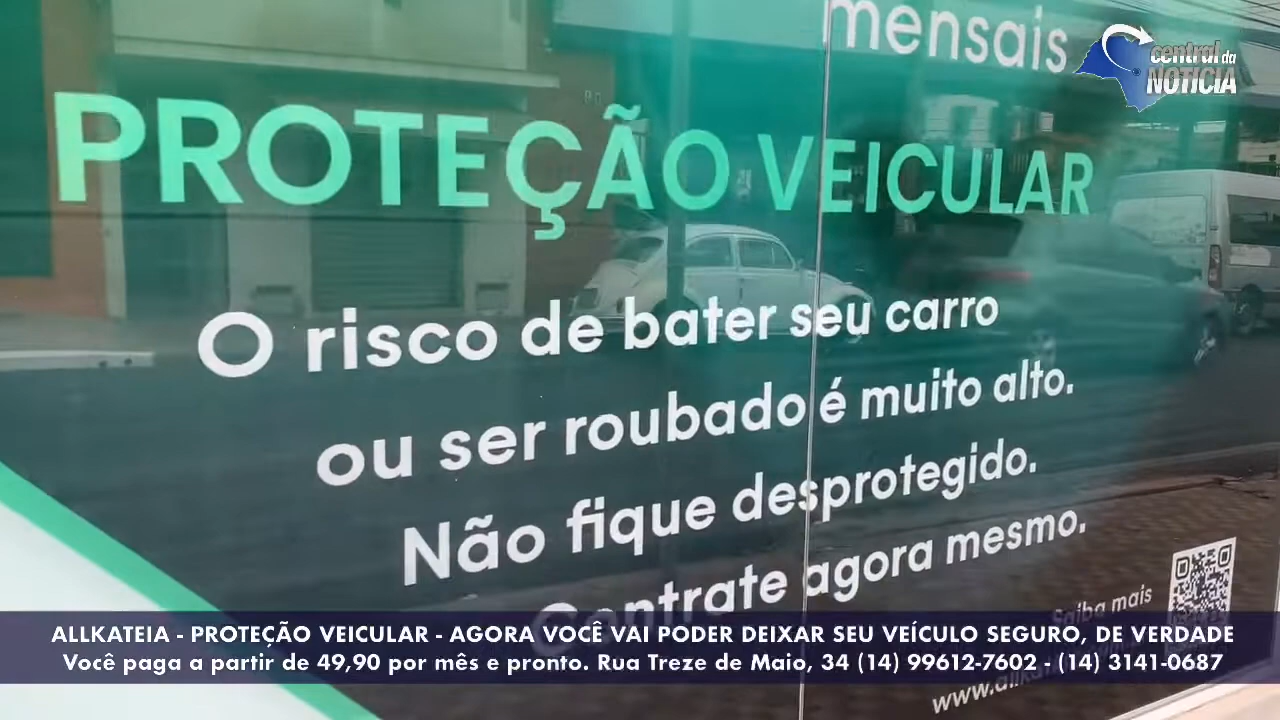 mensais
central da
NOTICIA
PROTEÇÃO VEICULAR
O risco de bater seu carro
ou ser roubado é muito alto.
Não fique desprotegido.
Contrate agora mesmo.
Saiba mais
ALLKATEIA - PROTEÇÃO VEICULAR - AGORA VOCÊ VAI PODER DEIXAR SEU VEÍCULO SEGURO, DE VERDADE
Você paga a partir de 49,90 por mês e pronto. Rua Treze de Maio, 34 (14) 99612-7602 - (14) 3141-0687